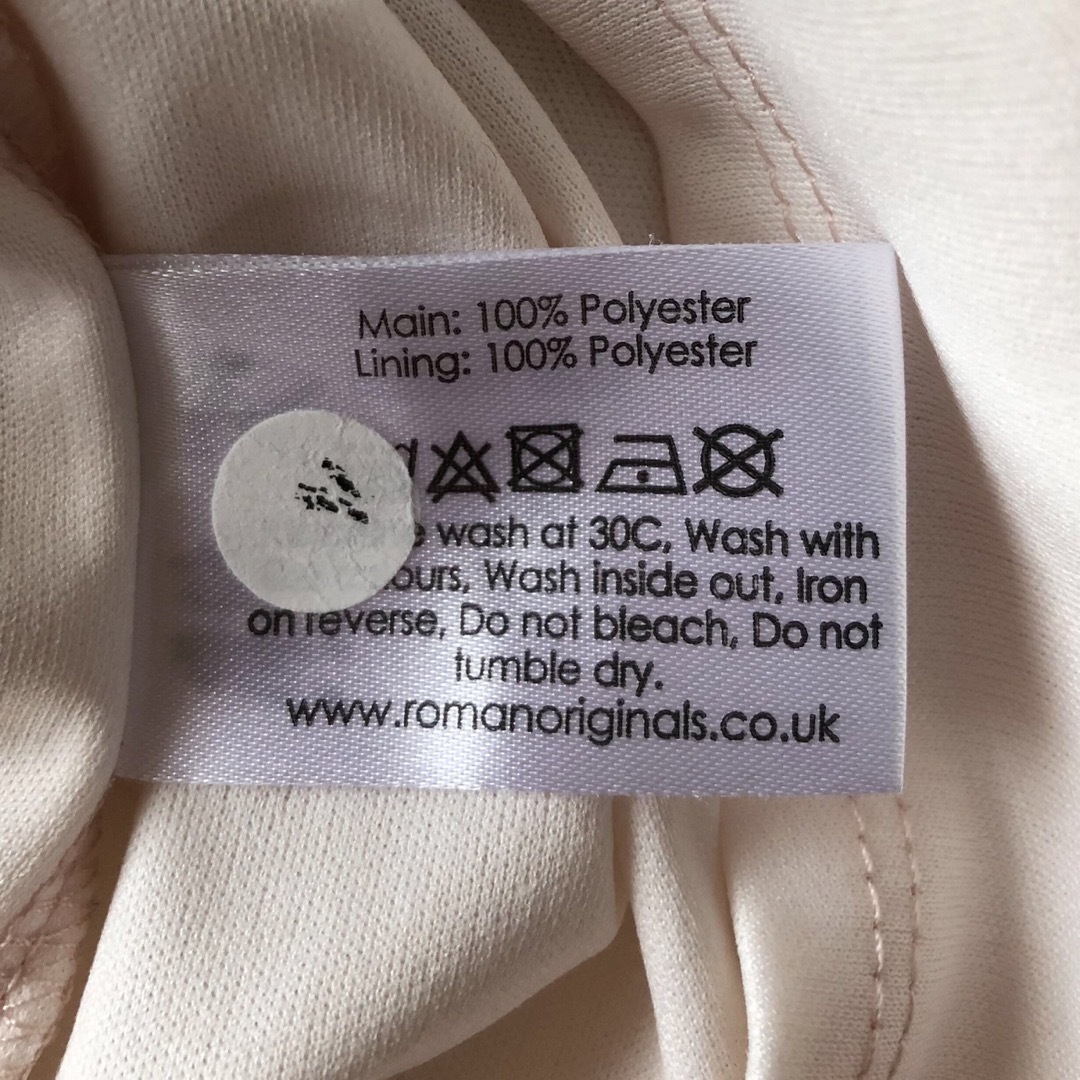 Main: 100% Polyester
Lining: 100% Polyester
wash at 30C, Wash with
Wash inside out, Iron
on reverse, Do not bleach, Do not
tumble dry.
www.romanoriginals.co.uk